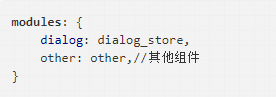 modules: {
    dialog: dialog_store,
    other: other,//其他组件
}